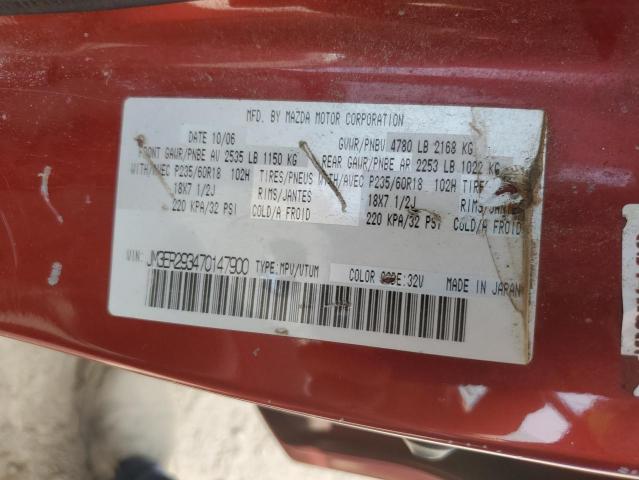 MFD. BY MAZDA MOTOR CORPORATION
DATE 10/06 GVWR/PNBV 4780 LB 2168 KG
FRONT GAWR/PNBE AV 2535 LB 1150 KG REAR GAWR/PNBE AR 2253 LB 1022 KG
WITH/AVEC P235/60R18 102H TIRES/PNEUS WITH/AVEC P235/60R18 102H TIRES
18X7 1/2J RIMS/JANTES 18X7 1/2J RIMS/JANTES
220 KPA/32 PSI COLD/A FROID 220 KPA/32 PSI COLD/A FROID
VIN: JM3ER293470147900 TYPE:MPV/VTUM COLOR CODE:32V MADE IN JAPAN